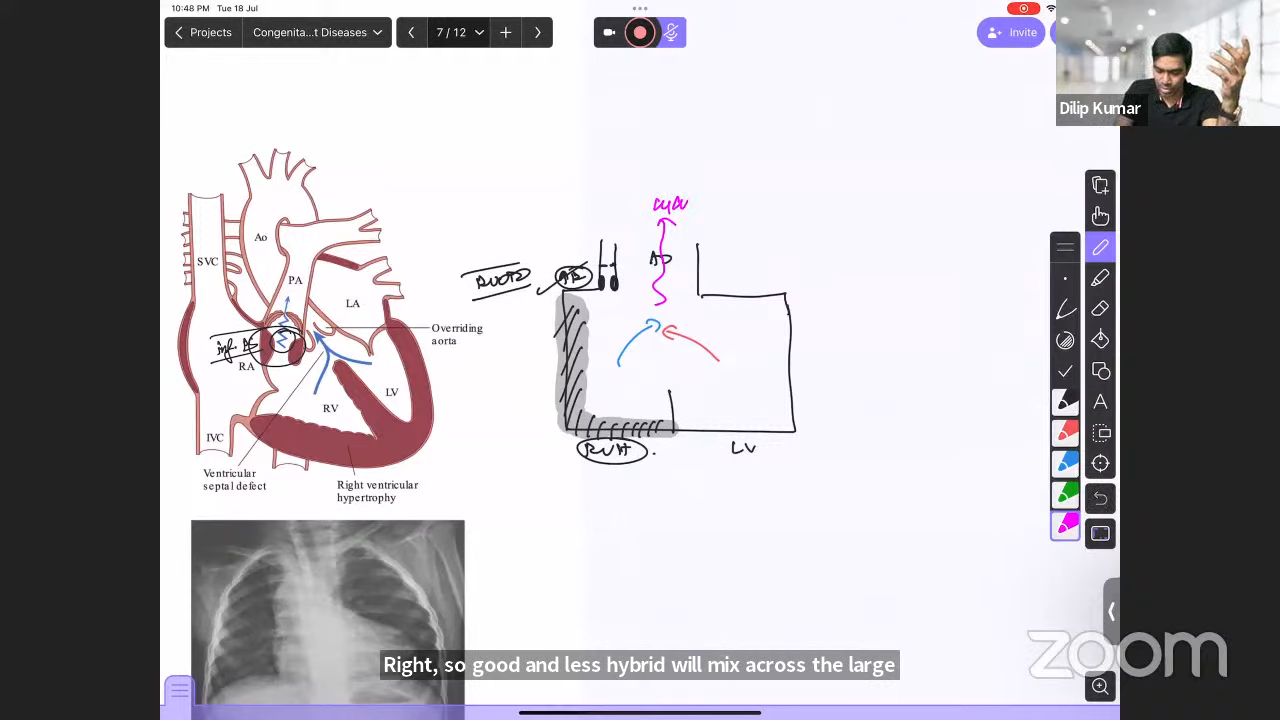 10:48 PM Tue 18 Jul
Projects
Congenita...t Diseases
7 / 12
Invite
Dilip Kumar
Ao
SVC
PA
LA
RA
LV
RV
IVC
Overriding
aorta
Ventricular
septal defect
Right ventricular
hypertrophy
RVOTO
Inf. PS
AO
RVH
LV
Right, so good and less hybrid will mix across the large
zoom